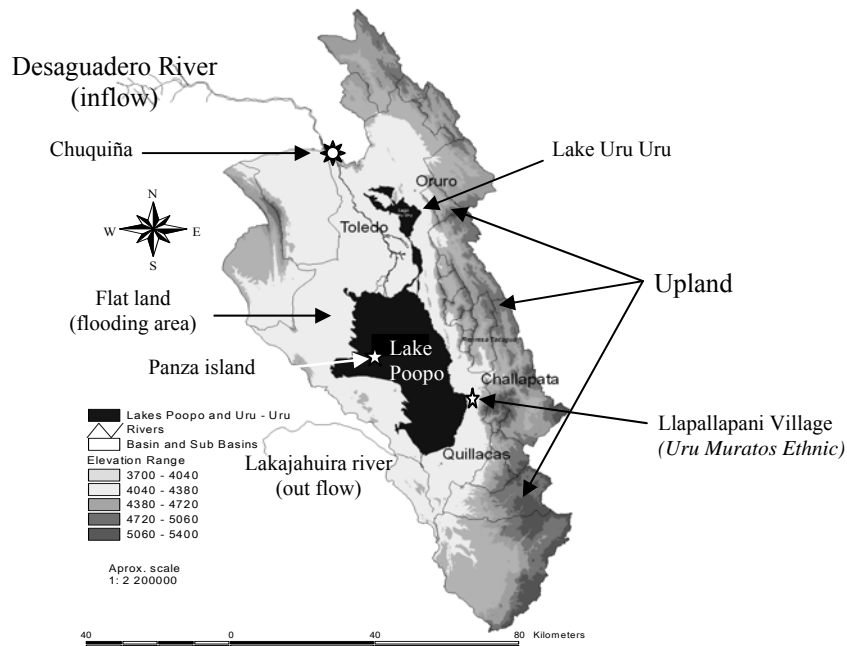 Desaguadero River
(inflow)
Chuquiña
Lake Uru Uru
Oruro
N
W E
S
Toledo
Upland
Flat land
(flooding area)
Panza island
Lake
Poopo
Challapata
Llapallapani Village
(Uru Muratos Ethnic)
Quillacas
Lakajahuira river
(out flow)
Lakes Poopo and Uru - Uru
Rivers
Basin and Sub Basins
Elevation Range
3700 - 4040
4040 - 4380
4380 - 4720
4720 - 5060
5060 - 5400
Aprox. scale
1: 2 200000
40 0 40 80 Kilometers